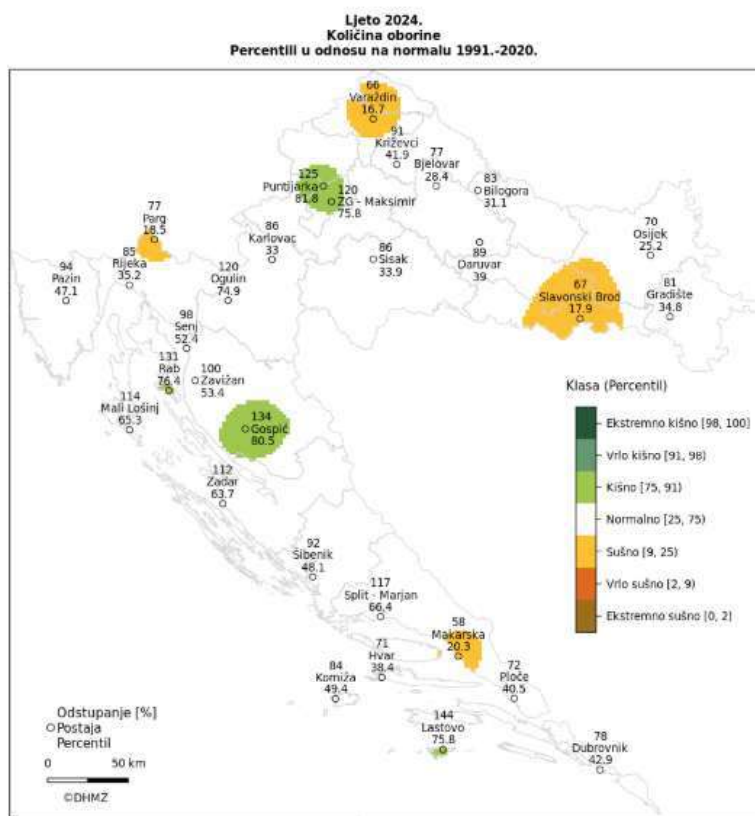 Ljeto 2024.
Količina oborine
Percentili u odnosu na normalu 1991.-2020.
66
Varaždin
16.7
91
Križevci
41.9
77
Bjelovar
28.4
83
Bilogora
31.1
125
Puntijarka
81.8
120
ZG - Maksimir
75.8
77
Parg
18.5
86
Karlovac
33
86
Sisak
33.9
89
Daruvar
39
70
Osijek
25.2
85
Rijeka
35.2
94
Pazin
47.1
120
Ogulin
74.9
67
Slavonski Brod
17.9
81
Gradište
34.8
98
Senj
52.4
131
Rab
76.4
100
Zavižan
53.4
114
Mali Lošinj
65.3
134
Gospić
80.5
112
Zadar
63.7
92
Šibenik
48.1
117
Split - Marjan
66.4
58
Makarska
20.3
71
Hvar
38.4
84
Komiža
49.4
72
Ploče
40.5
144
Lastovo
75.8
78
Dubrovnik
42.9
Klasa (Percentil)
Ekstremno kišno [98, 100]
Vrlo kišno [91, 98)
Kišno [75, 91)
Normalno [25, 75)
Sušno [9, 25)
Vrlo sušno [2, 9)
Ekstremno sušno [0, 2)
Odstupanje [%]
Postaja
Percentil
0 50 km
©DHMZ